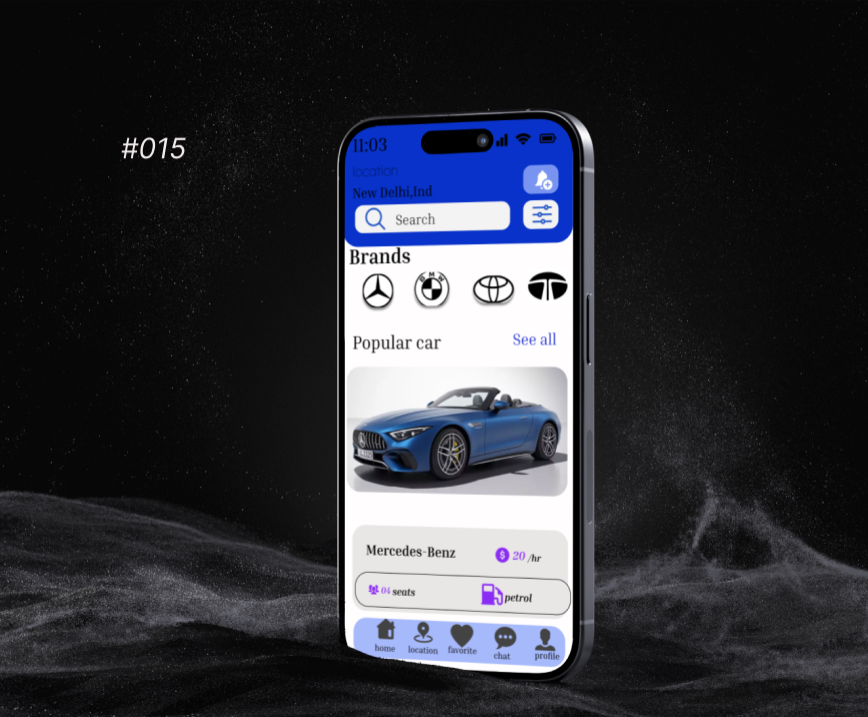 #015
11:03
location
New Delhi,Ind
Search
Brands
BMW
Popular car
See all
Mercedes-Benz
$ 20 /hr
04 seats
petrol
home
location
favorite
chat
profile